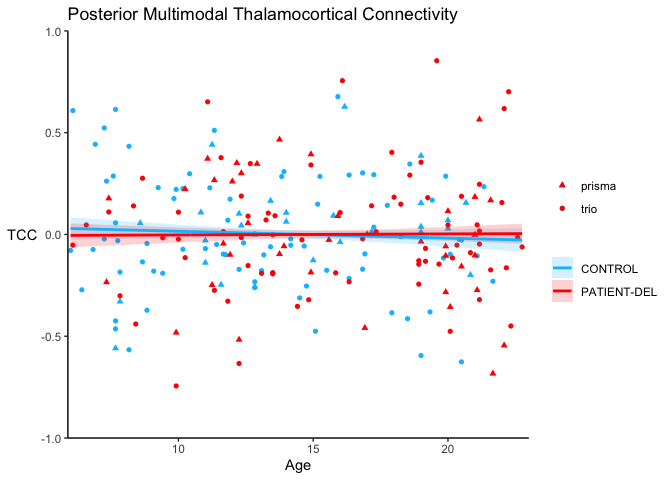 Posterior Multimodal Thalamocortical Connectivity
1.0
0.5
TCC
0.0
-0.5
-1.0
10
15
20
Age
prisma
trio
CONTROL
PATIENT-DEL